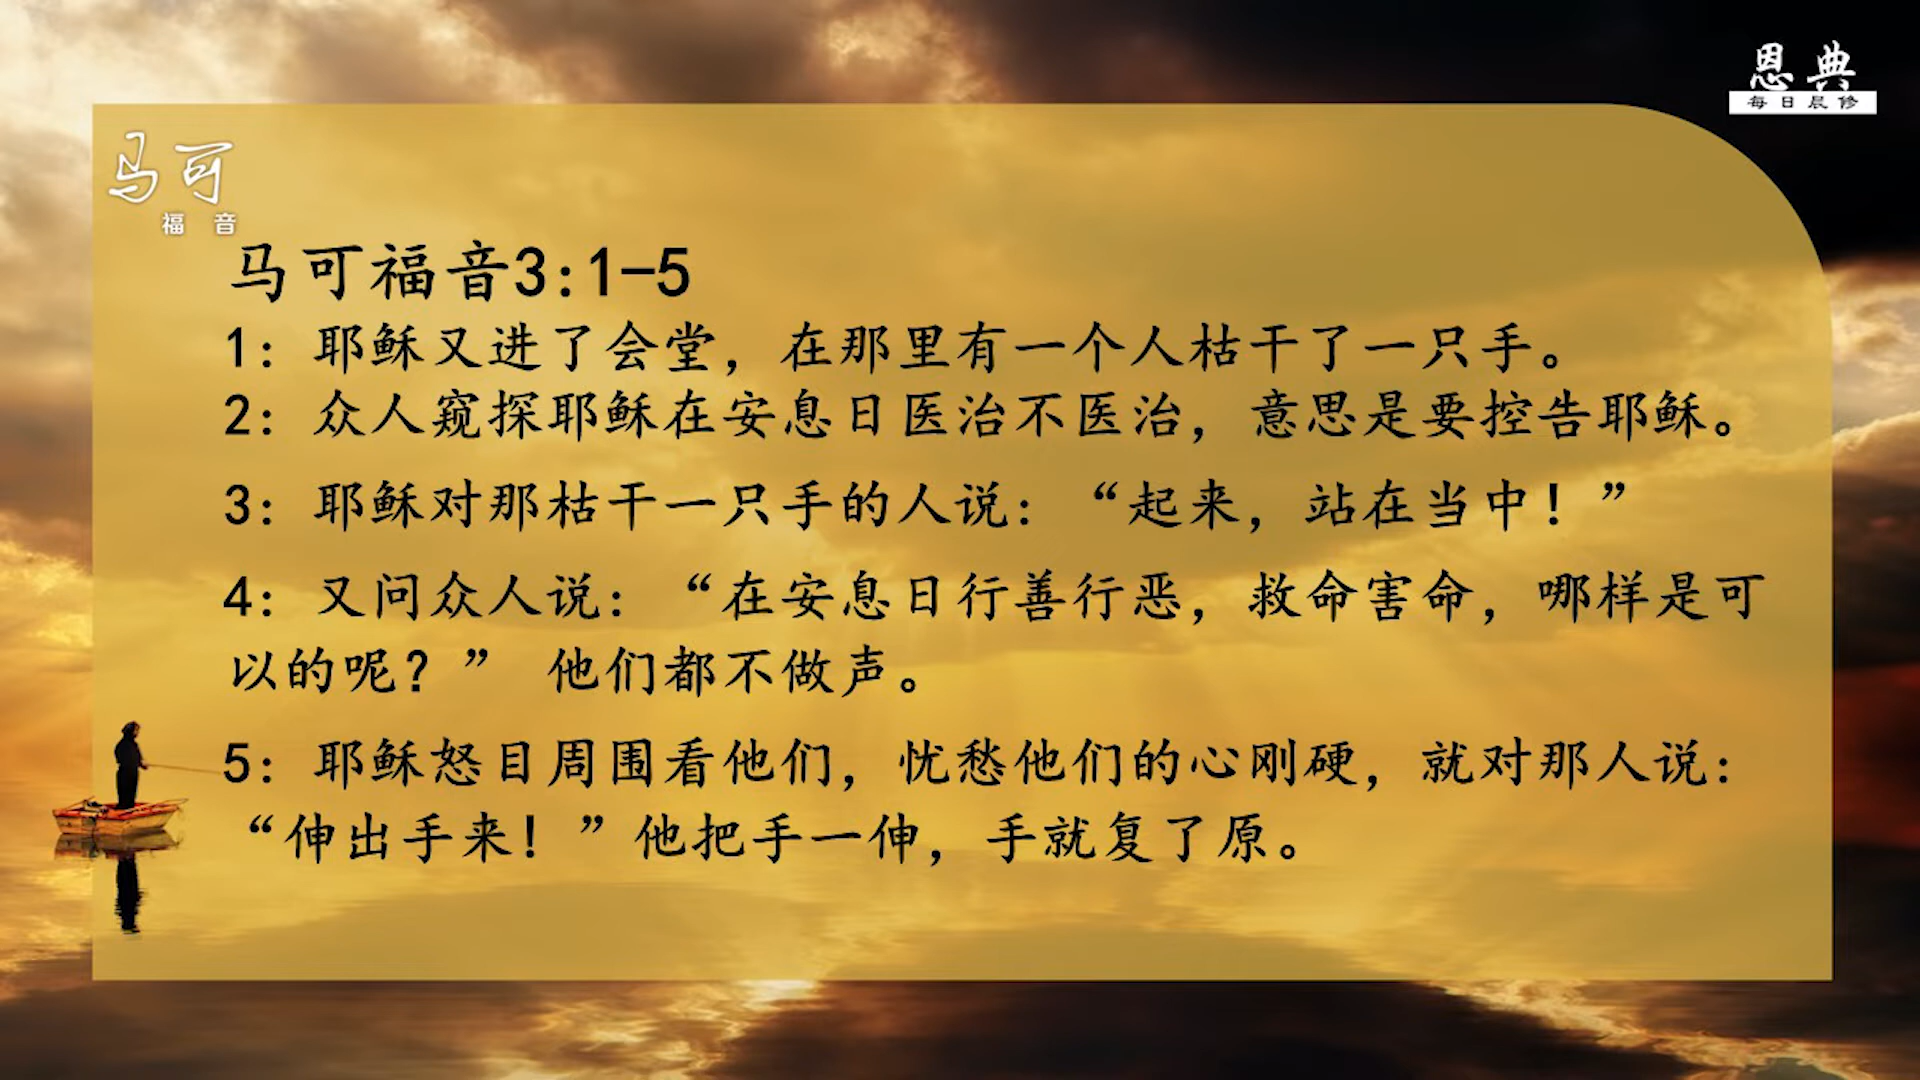 恩典
每日晨修
马可
福音
马可福音3:1-5
1：耶稣又进了会堂，在那里有一个人枯干了一只手。
2：众人窥探耶稣在安息日医治不医治，意思是要控告耶稣。
3：耶稣对那枯干一只手的人说：“起来，站在当中！”
4：又问众人说：“在安息日行善行恶，救命害命，哪样是可
以的呢？” 他们都不做声。
5：耶稣怒目周围看他们，忧愁他们的心刚硬，就对那人说：
“伸出手来！”他把手一伸，手就复了原。